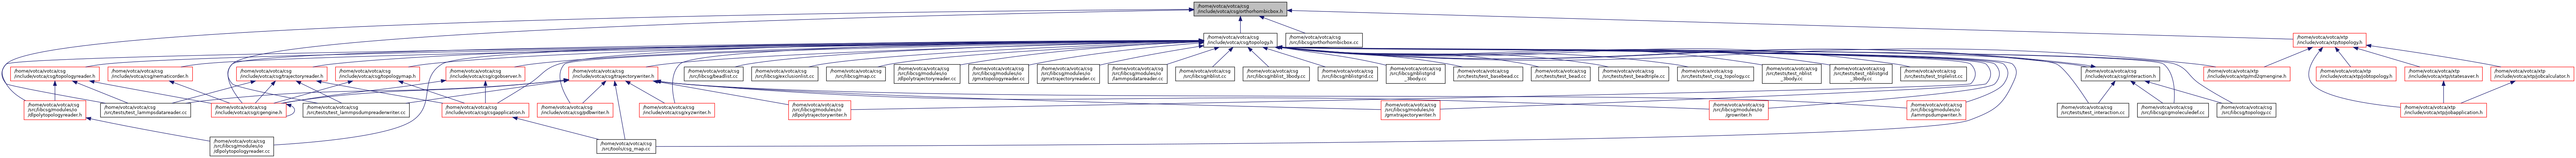 /home/votca/votca/csg
/include/votca/csg/orthorhombicbox.h
/home/votca/votca/csg
/include/votca/csg/topology.h
/home/votca/votca/csg
/src/libcsg/orthorhombicbox.cc
/home/votca/votca/xtp
/include/votca/xtp/topology.h
/home/votca/votca/csg
/include/votca/csg/topologyreader.h
/home/votca/votca/csg
/include/votca/csg/nematicorder.h
/home/votca/votca/csg
/include/votca/csg/trajectoryreader.h
/home/votca/votca/csg
/include/votca/csg/topologymap.h
/home/votca/votca/csg
/include/votca/csg/cgobserver.h
/home/votca/votca/csg
/include/votca/csg/trajectorywriter.h
/home/votca/votca/csg
/src/libcsg/beadlist.cc
/home/votca/votca/csg
/src/libcsg/exclusionlist.cc
/home/votca/votca/csg
/src/libcsg/map.cc
/home/votca/votca/csg
/src/libcsg/modules/io
/dlpolytrajectoryreader.cc
/home/votca/votca/csg
/src/libcsg/modules/io
/gmxtopologyreader.cc
/home/votca/votca/csg
/src/libcsg/modules/io
/gmxtrajectoryreader.cc
/home/votca/votca/csg
/src/libcsg/modules/io
/lammpsdatareader.cc
/home/votca/votca/csg
/src/libcsg/nblist.cc
/home/votca/votca/csg
/src/libcsg/nblist_3body.cc
/home/votca/votca/csg
/src/libcsg/nblistgrid.cc
/home/votca/votca/csg
/src/libcsg/nblistgrid
_3body.cc
/home/votca/votca/csg
/src/tests/test_basebead.cc
/home/votca/votca/csg
/src/tests/test_bead.cc
/home/votca/votca/csg
/src/tests/test_beadtriple.cc
/home/votca/votca/csg
/src/tests/test_csg_topology.cc
/home/votca/votca/csg
/src/tests/test_nblist
_3body.cc
/home/votca/votca/csg
/src/tests/test_nblistgrid
_3body.cc
/home/votca/votca/csg
/src/tests/test_triplelist.cc
/home/votca/votca/csg
/include/votca/csg/interaction.h
/home/votca/votca/xtp
/include/votca/xtp/md2qmengine.h
/home/votca/votca/xtp
/include/votca/xtp/jobtopology.h
/home/votca/votca/xtp
/include/votca/xtp/statesaver.h
/home/votca/votca/xtp
/include/votca/xtp/jobcalculator.h
/home/votca/votca/csg
/src/libcsg/modules/io
/dlpolytopologyreader.h
/home/votca/votca/csg
/src/tests/test_lammpsdatareader.cc
/home/votca/votca/csg
/include/votca/csg/cgengine.h
/home/votca/votca/csg
/src/tests/test_lammpsdumpreaderwriter.cc
/home/votca/votca/csg
/include/votca/csg/csgapplication.h
/home/votca/votca/csg
/include/votca/csg/pdbwriter.h
/home/votca/votca/csg
/include/votca/csg/xyzwriter.h
/home/votca/votca/csg
/src/libcsg/modules/io
/dlpolytrajectorywriter.h
/home/votca/votca/csg
/src/libcsg/modules/io
/gmxtrajectorywriter.h
/home/votca/votca/csg
/src/libcsg/modules/io
/growriter.h
/home/votca/votca/csg
/src/libcsg/modules/io
/lammpsdumpwriter.h
/home/votca/votca/csg
/src/tests/test_interaction.cc
/home/votca/votca/csg
/src/libcsg/cgmoleculedef.cc
/home/votca/votca/csg
/src/libcsg/topology.cc
/home/votca/votca/xtp
/include/votca/xtp/jobapplication.h
/home/votca/votca/csg
/src/libcsg/modules/io
/dlpolytopologyreader.cc
/home/votca/votca/csg
/src/tools/csg_map.cc